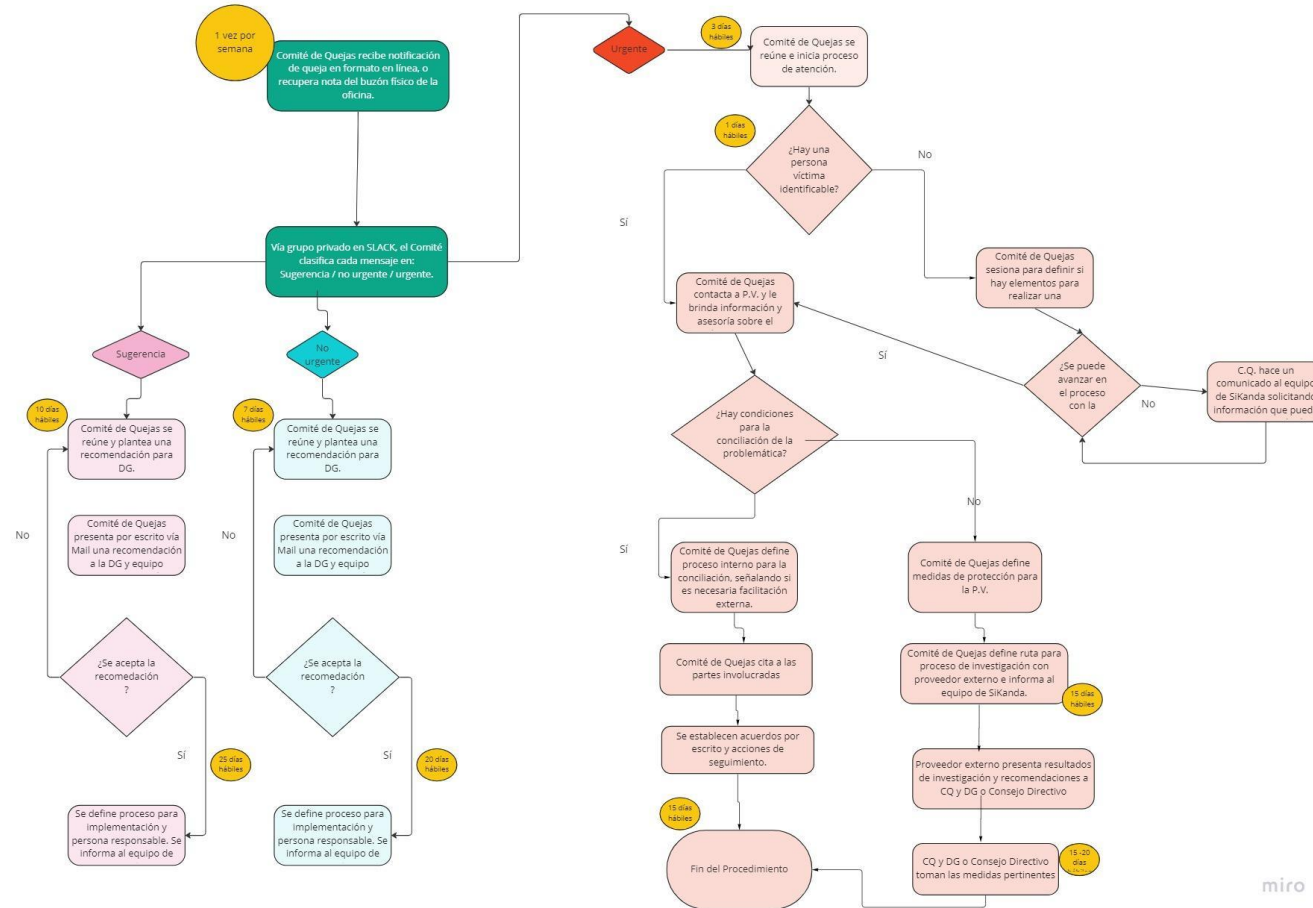 1 vez por
semana
Comité de Quejas recibe notificación
de queja en formato en línea, o
recupera nota del buzón físico de la
oficina.
Vía grupo privado en SLACK, el Comité
clasifica cada mensaje en:
Sugerencia / no urgente / urgente.
Sugerencia
10 días
hábiles
Comité de Quejas se
reúne y plantea una
recomendación para
DG.
No
Comité de Quejas
presenta por escrito vía
Mail una recomendación
a la DG y equipo
¿Se acepta la
recomedación
?
Sí
25 días
hábiles
Se define proceso para
implementación y
persona responsable. Se
informa al equipo de
No
urgente
7 días
hábiles
Comité de Quejas se
reúne y plantea una
recomendación para
DG.
No
Comité de Quejas
presenta por escrito vía
Mail una recomendación
a la DG y equipo
¿Se acepta la
recomedación
?
Sí
20 días
hábiles
Se define proceso para
implementación y
persona responsable. Se
informa al equipo de
Urgente
3 días
hábiles
Comité de Quejas se
reúne e inicia proceso
de atención.
1 días
hábiles
¿Hay una
persona
víctima
identificable?
No
Sí
Comité de Quejas
sesiona para definir si
hay elementos para
realizar una
Comité de Quejas
contacta a P.V. y le
brinda información y
asesoría sobre el
Sí
¿Se puede
avanzar en
el proceso
con la
No
C.Q. hace un
comunicado al equipo
de SiKanda solicitando
información que pued
¿Hay condiciones
para la
conciliación de la
problemática?
No
Sí
Comité de Quejas define
proceso interno para la
conciliación, señalando si
es necesaria facilitación
externa.
Comité de Quejas define
medidas de protección para
la P.V.
Comité de Quejas cita a las
partes involucradas
Comité de Quejas define ruta para
proceso de investigación con
proveedor externo e informa al
equipo de SiKanda.
15 días
hábiles
Se establecen acuerdos por
escrito y acciones de
seguimiento.
Proveedor externo presenta resultados
de investigación y recomendaciones a
CQ y DG o Consejo Directivo
15 días
hábiles
Fin del Procedimiento
CQ y DG o Consejo Directivo
toman las medidas pertinentes
15 -20
días
miro